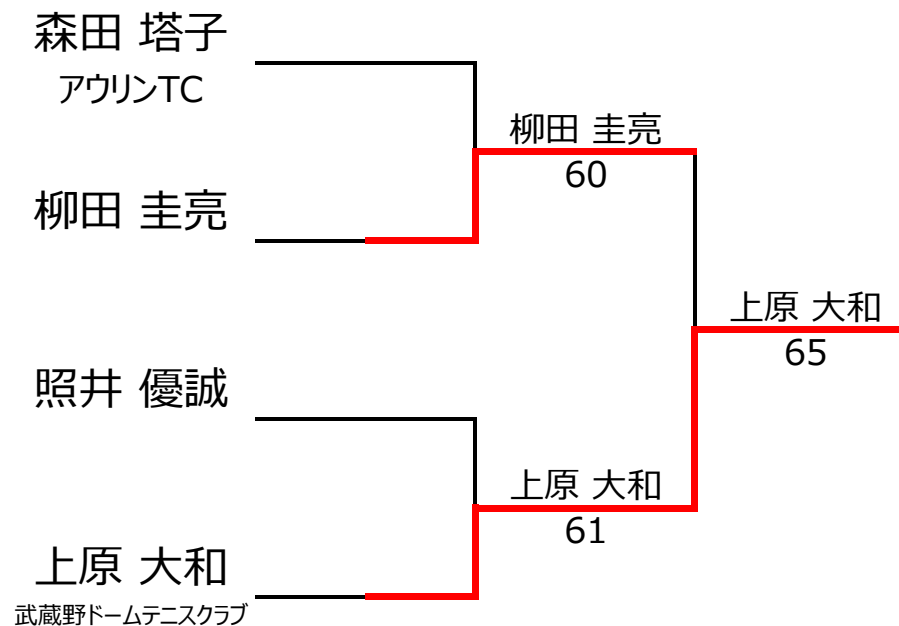 森田 塔子
アウリンTC
柳田 圭亮
60
柳田 圭亮
上原 大和
65
照井 優誠
上原 大和
61
上原 大和
武蔵野ドームテニスクラブ